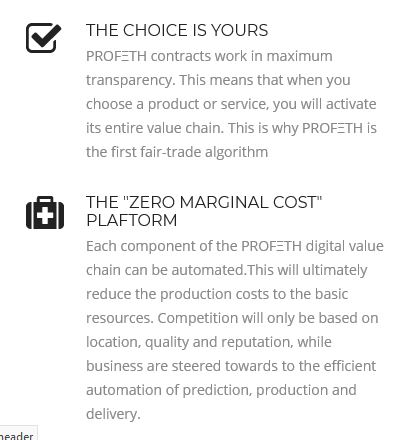 THE CHOICE IS YOURS
PROFΞTH contracts work in maximum
transparency. This means that when you
choose a product or service, you will activate
its entire value chain. This is why PROFΞTH is
the first fair-trade algorithm
THE "ZERO MARGINAL COST"
PLAFTORM
Each component of the PROFΞTH digital value
chain can be automated.This will ultimately
reduce the production costs to the basic
resources. Competition will only be based on
location, quality and reputation, while
business are steered towards to the efficient
automation of prediction, production and
delivery.
header